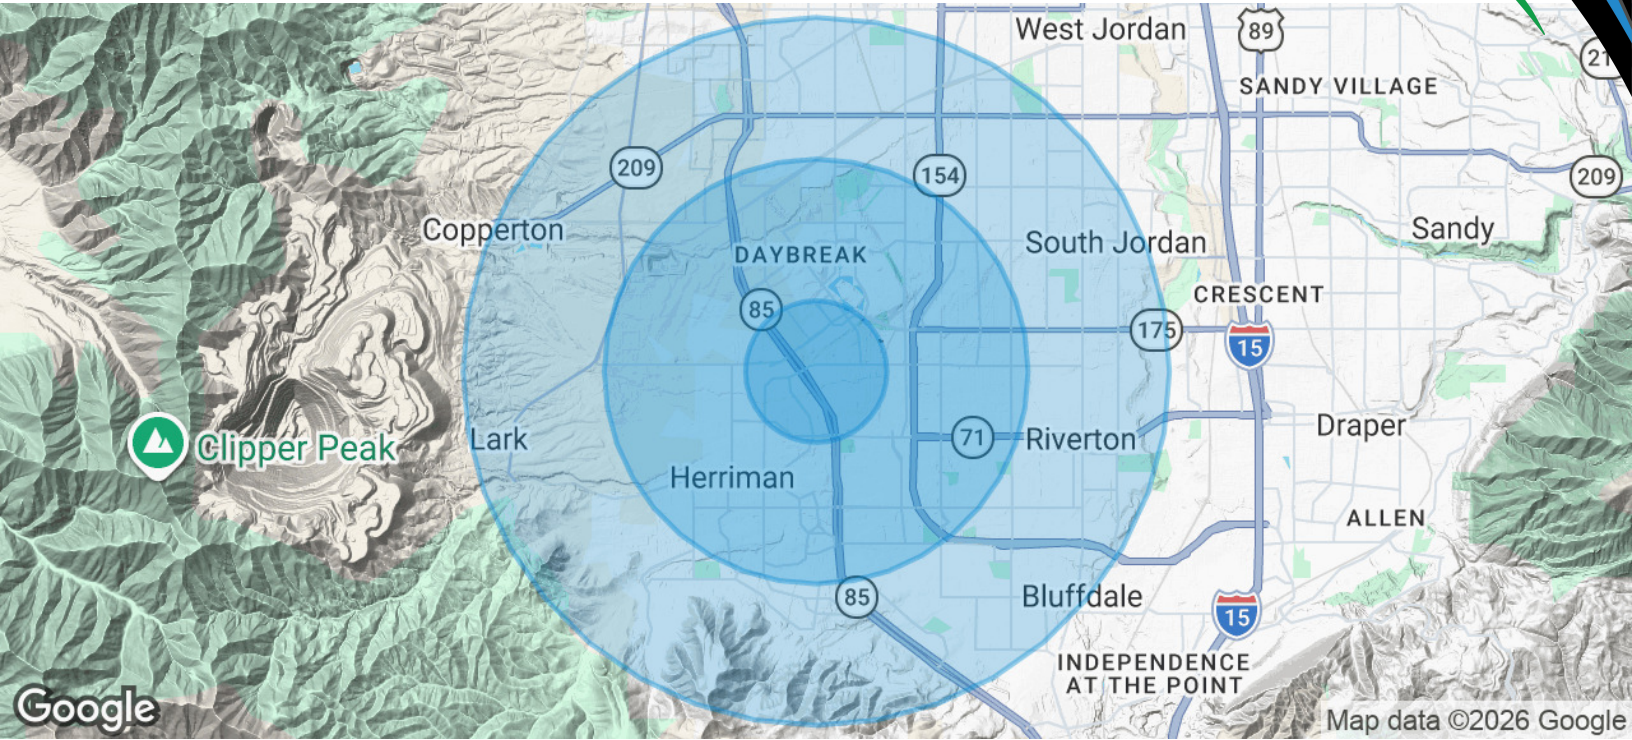 West Jordan
89
21
SANDY VILLAGE
209
154
209
Copperton
Sandy
South Jordan
DAYBREAK
CRESCENT
85
175
15
Draper
71
Riverton
Lark
Clipper Peak
Herriman
ALLEN
85
Bluffdale
15
INDEPENDENCE
AT THE POINT
Google
Map data ©2026 Google